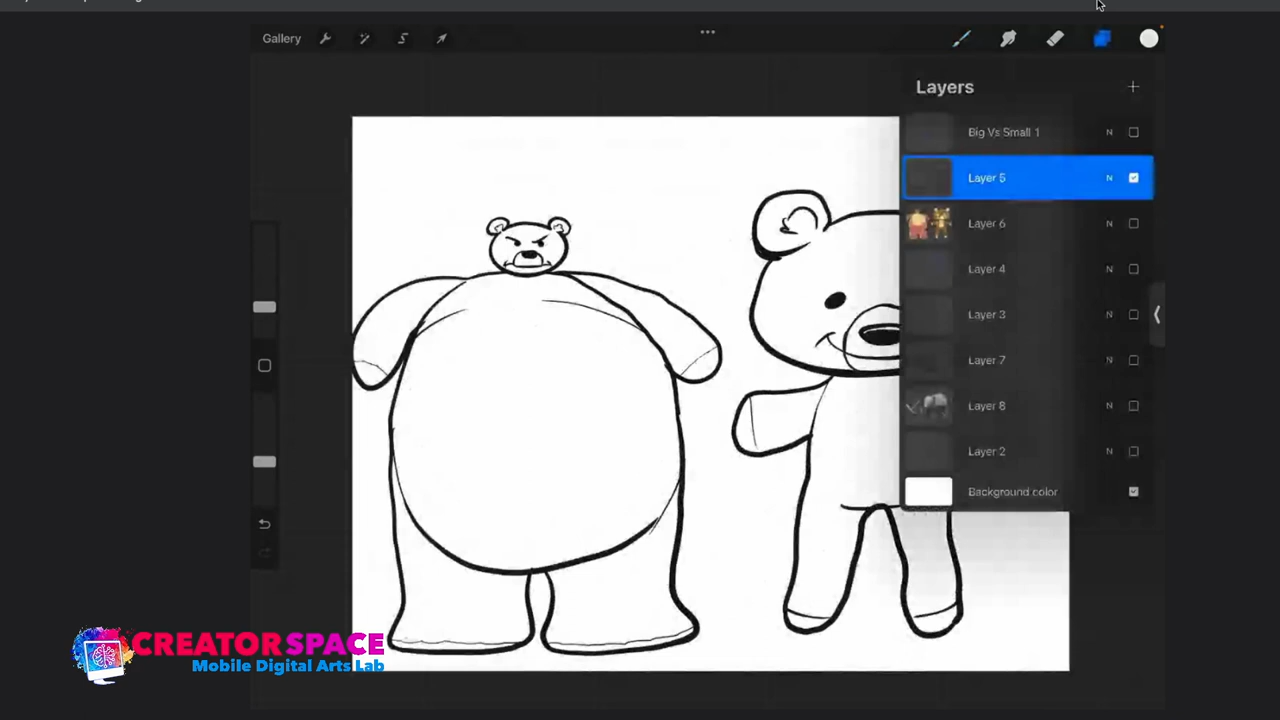 Gallery
Layers
Big Vs Small 1 N
Layer 5 N
Layer 6 N
Layer 4 N
Layer 3 N
Layer 7 N
Layer 8 N
Layer 2 N
Background color
CREATORSPACE
Mobile Digital Arts Lab